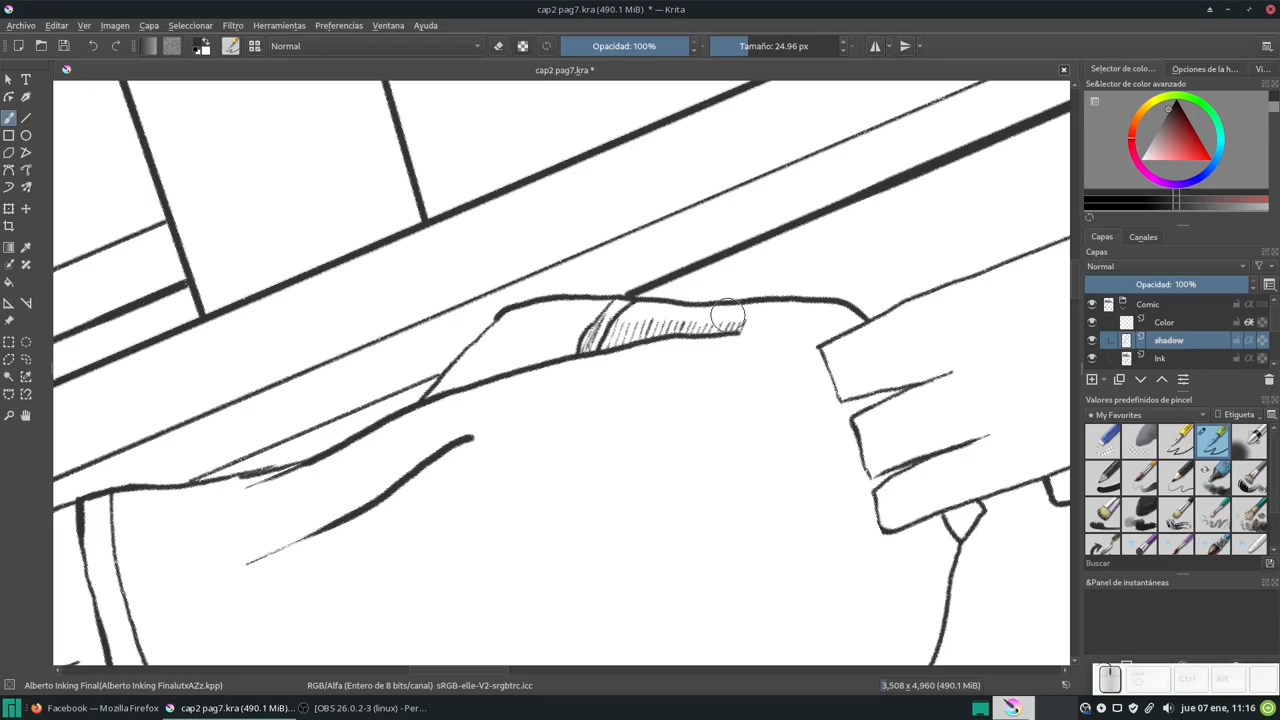 cap2 pag7.kra (490.1 MiB) * — Krita
Archivo Editar Ver Imagen Capa Seleccionar Filtro Herramientas Preferencias Ventana Ayuda
Normal Opacidad: 100% Tamaño: 24.96 px
cap2 pag7.kra *
Selector de colo... Opciones de la h... Vi...
Se&lector de color avanzado
Capas Canales
Capas
Normal
Opacidad: 100%
Comic
Color
shadow
Ink
Valores predefinidos de pincel
★ My Favorites Etiqueta
Buscar
&Panel de instantáneas
Alberto Inking Final(Alberto Inking FinalutxAZz.kpp) RGB/Alfa (Entero de 8 bits/canal) sRGB-elle-V2-srgbtrc.icc 3,508 x 4,960 (490.1 MiB)
Ctrl Alt
Facebook — Mozilla Firefox cap2 pag7.kra (490.1 MiB)... [OBS 26.0.2-3 (linux) - Per... jue 07 ene, 11:16